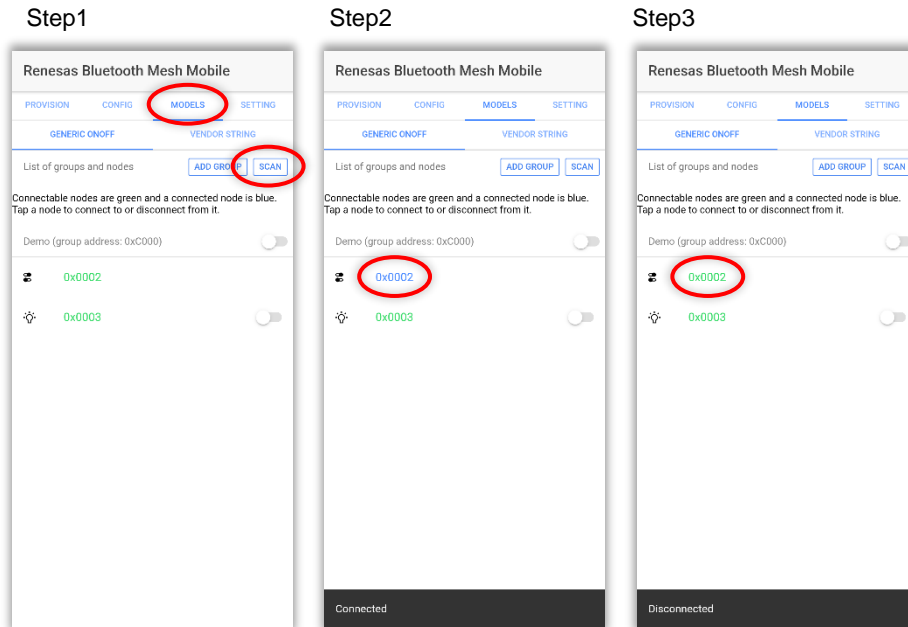 Step1
Renesas Bluetooth Mesh Mobile
PROVISION CONFIG MODELS SETTING
GENERIC ONOFF VENDOR STRING
List of groups and nodes ADD GROUP SCAN
Connectable nodes are green and a connected node is blue.
Tap a node to connect to or disconnect from it.
Demo (group address: 0xC000)
0x0002
0x0003
Step2
Renesas Bluetooth Mesh Mobile
PROVISION CONFIG MODELS SETTING
GENERIC ONOFF VENDOR STRING
List of groups and nodes ADD GROUP SCAN
Connectable nodes are green and a connected node is blue.
Tap a node to connect to or disconnect from it.
Demo (group address: 0xC000)
0x0002
0x0003
Connected
Step3
Renesas Bluetooth Mesh Mobile
PROVISION CONFIG MODELS SETTING
GENERIC ONOFF VENDOR STRING
List of groups and nodes ADD GROUP SCAN
Connectable nodes are green and a connected node is blue.
Tap a node to connect to or disconnect from it.
Demo (group address: 0xC000)
0x0002
0x0003
Disconnected